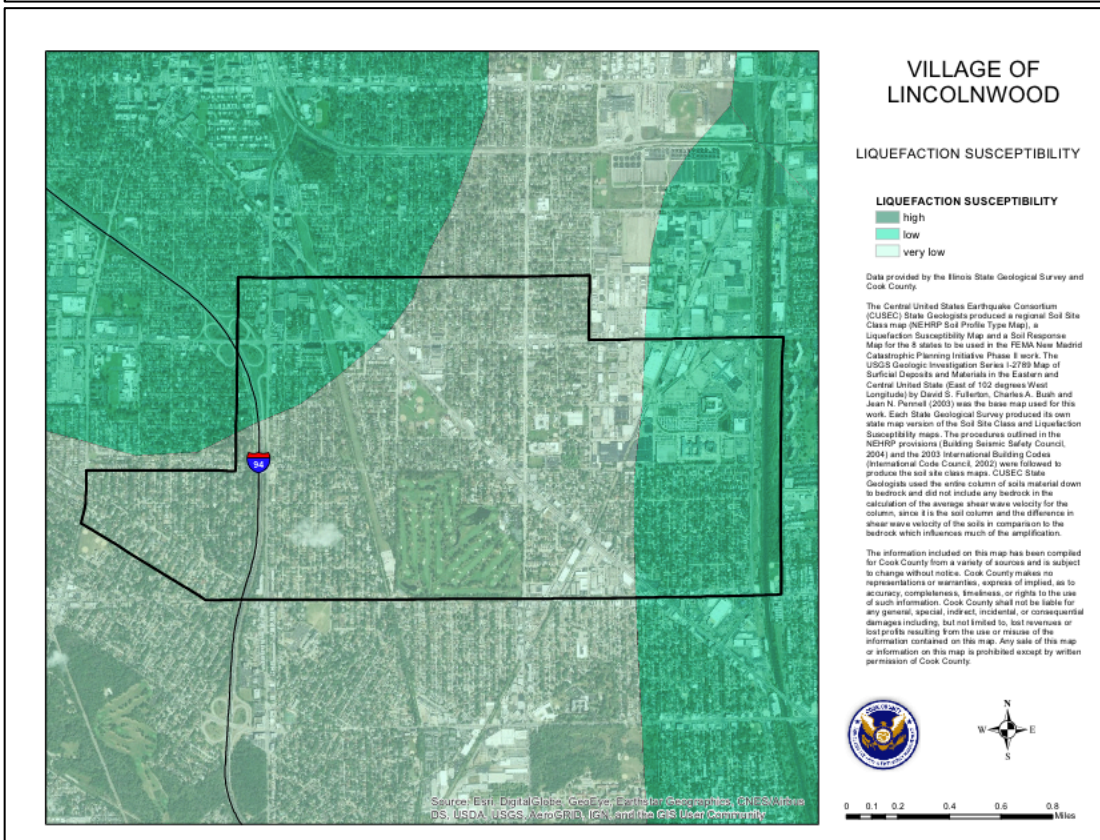 VILLAGE OF
LINCOLNWOOD
LIQUEFACTION SUSCEPTIBILITY
LIQUEFACTION SUSCEPTIBILITY
high
low
very low
Data provided by the Illinois State Geological Survey and
Cook County.
The Central United States Earthquake Consortium
(CUSEC) State Geologists produced a regional Soil Site
Class map (NEHRP Soil Profile Type Map), a
Liquefaction Susceptibility Map and a Soil Response
Map for the 8 states to be used in the FEMA New Madrid
Catastrophic Planning Initiative Phase II work. The
USGS Geologic Investigation Series I-2789 Map of
Surficial Deposits and Materials in the Eastern and
Central United State (East of 102 degrees West
Longitude) by David S. Fullerton, Charles A. Bush and
Jean N. Pennell (2003) was the base map used for this
work. Each State Geological Survey produced its own
state map version of the Soil Site Class and Liquefaction
Susceptibility maps. The procedures outlined in the
NEHRP provisions (Building Seismic Safety Council,
2004) and the 2003 International Building Codes
(International Code Council, 2002) were followed to
produce the soil site class maps. CUSEC State
Geologists used the entire column of soils material down
to bedrock and did not include any bedrock in the
calculation of the average shear wave velocity for the
column, since it is the soil column and the difference in
shear wave velocity of the soils in comparison to the
bedrock which influences much of the amplification.
The information included on this map has been compiled
for Cook County from a variety of sources and is subject
to change without notice. Cook County makes no
representations or warranties, express of implied, as to
accuracy, completeness, timeliness, or rights to the use
of such information. Cook County shall not be liable for
any general, special, indirect, incidental, or consequential
damages including, but not limited to, lost revenues or
lost profits resulting from the use or misuse of the
information contained on this map. Any sale of this map
or information on this map is prohibited except by written
permission of Cook County.
94
N
W E
S
0 0.1 0.2 0.4 0.6 0.8
Miles
Source: Esri, DigitalGlobe, GeoEye, Earthstar Geographics, CNES/Airbus
DS, USDA, USGS, AeroGRID, IGN, and the GIS User Community